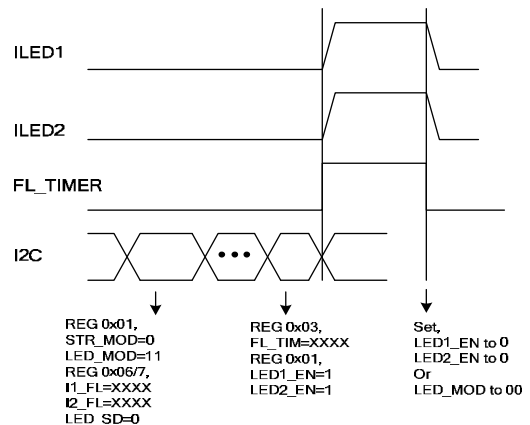 ILED1
ILED2
FL_TIMER
I2C
REG 0x01,
STR_MOD=0
LED_MOD=11
REG 0x06/7,
I1_FL=XXXX
I2_FL=XXXX
LED_SD=0
REG 0x03,
FL_TIM=XXXX
REG 0x01,
LED1_EN=1
LED2_EN=1
Set,
LED1_EN to 0
LED2_EN to 0
Or
LED_MOD to 00